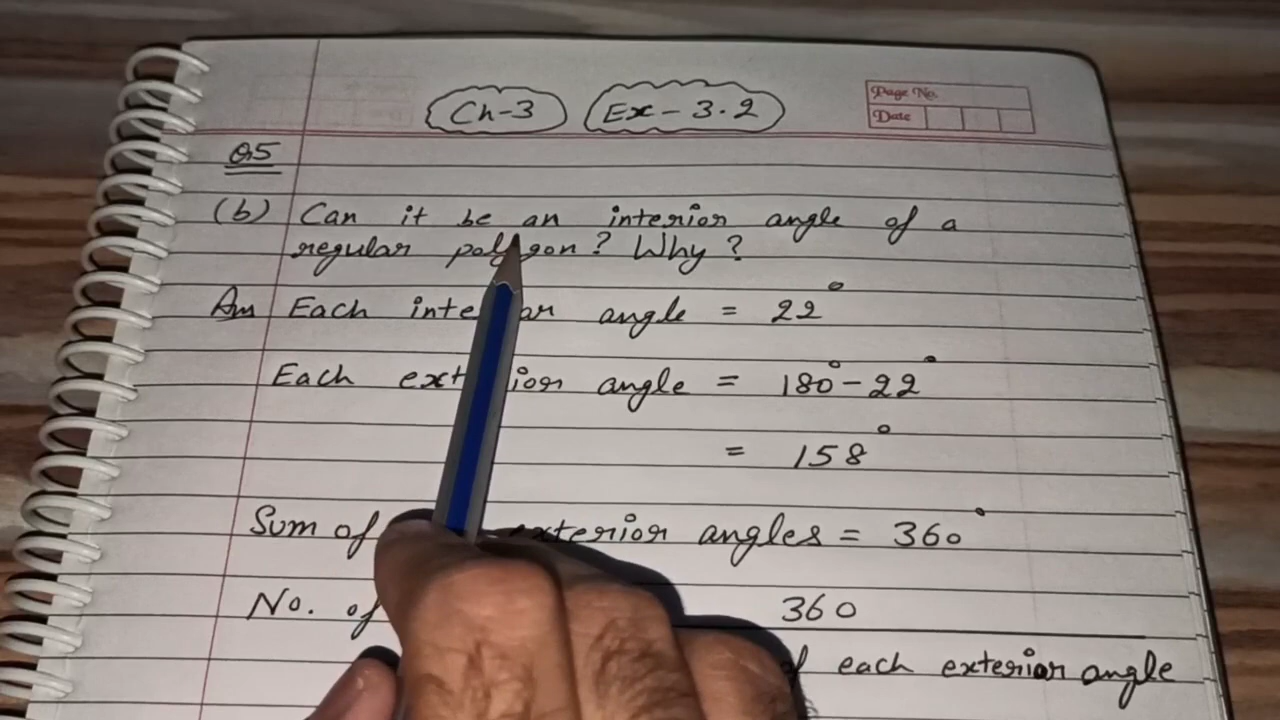 Ch-3 Ex-3.2
Page No.
Date
Q5
(b) Can it be an interior angle of a
regular polygon? Why?
Ans Each angle = 22°
Each angle = 180°-22°
= 158°
Sum of exterior angles = 360°
No. of 360
each exterior angle